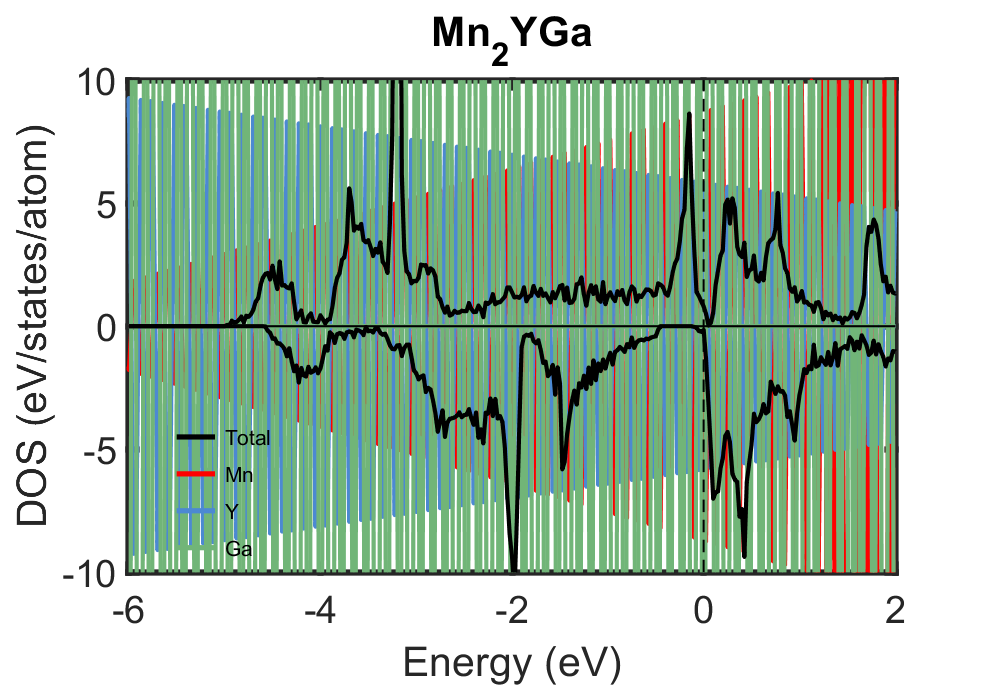 Mn2YGa
DOS (eV/states/atom)
10
5
0
-5
-10
Total
Mn
Y
Ga
-6 -4 -2 0 2
Energy (eV)